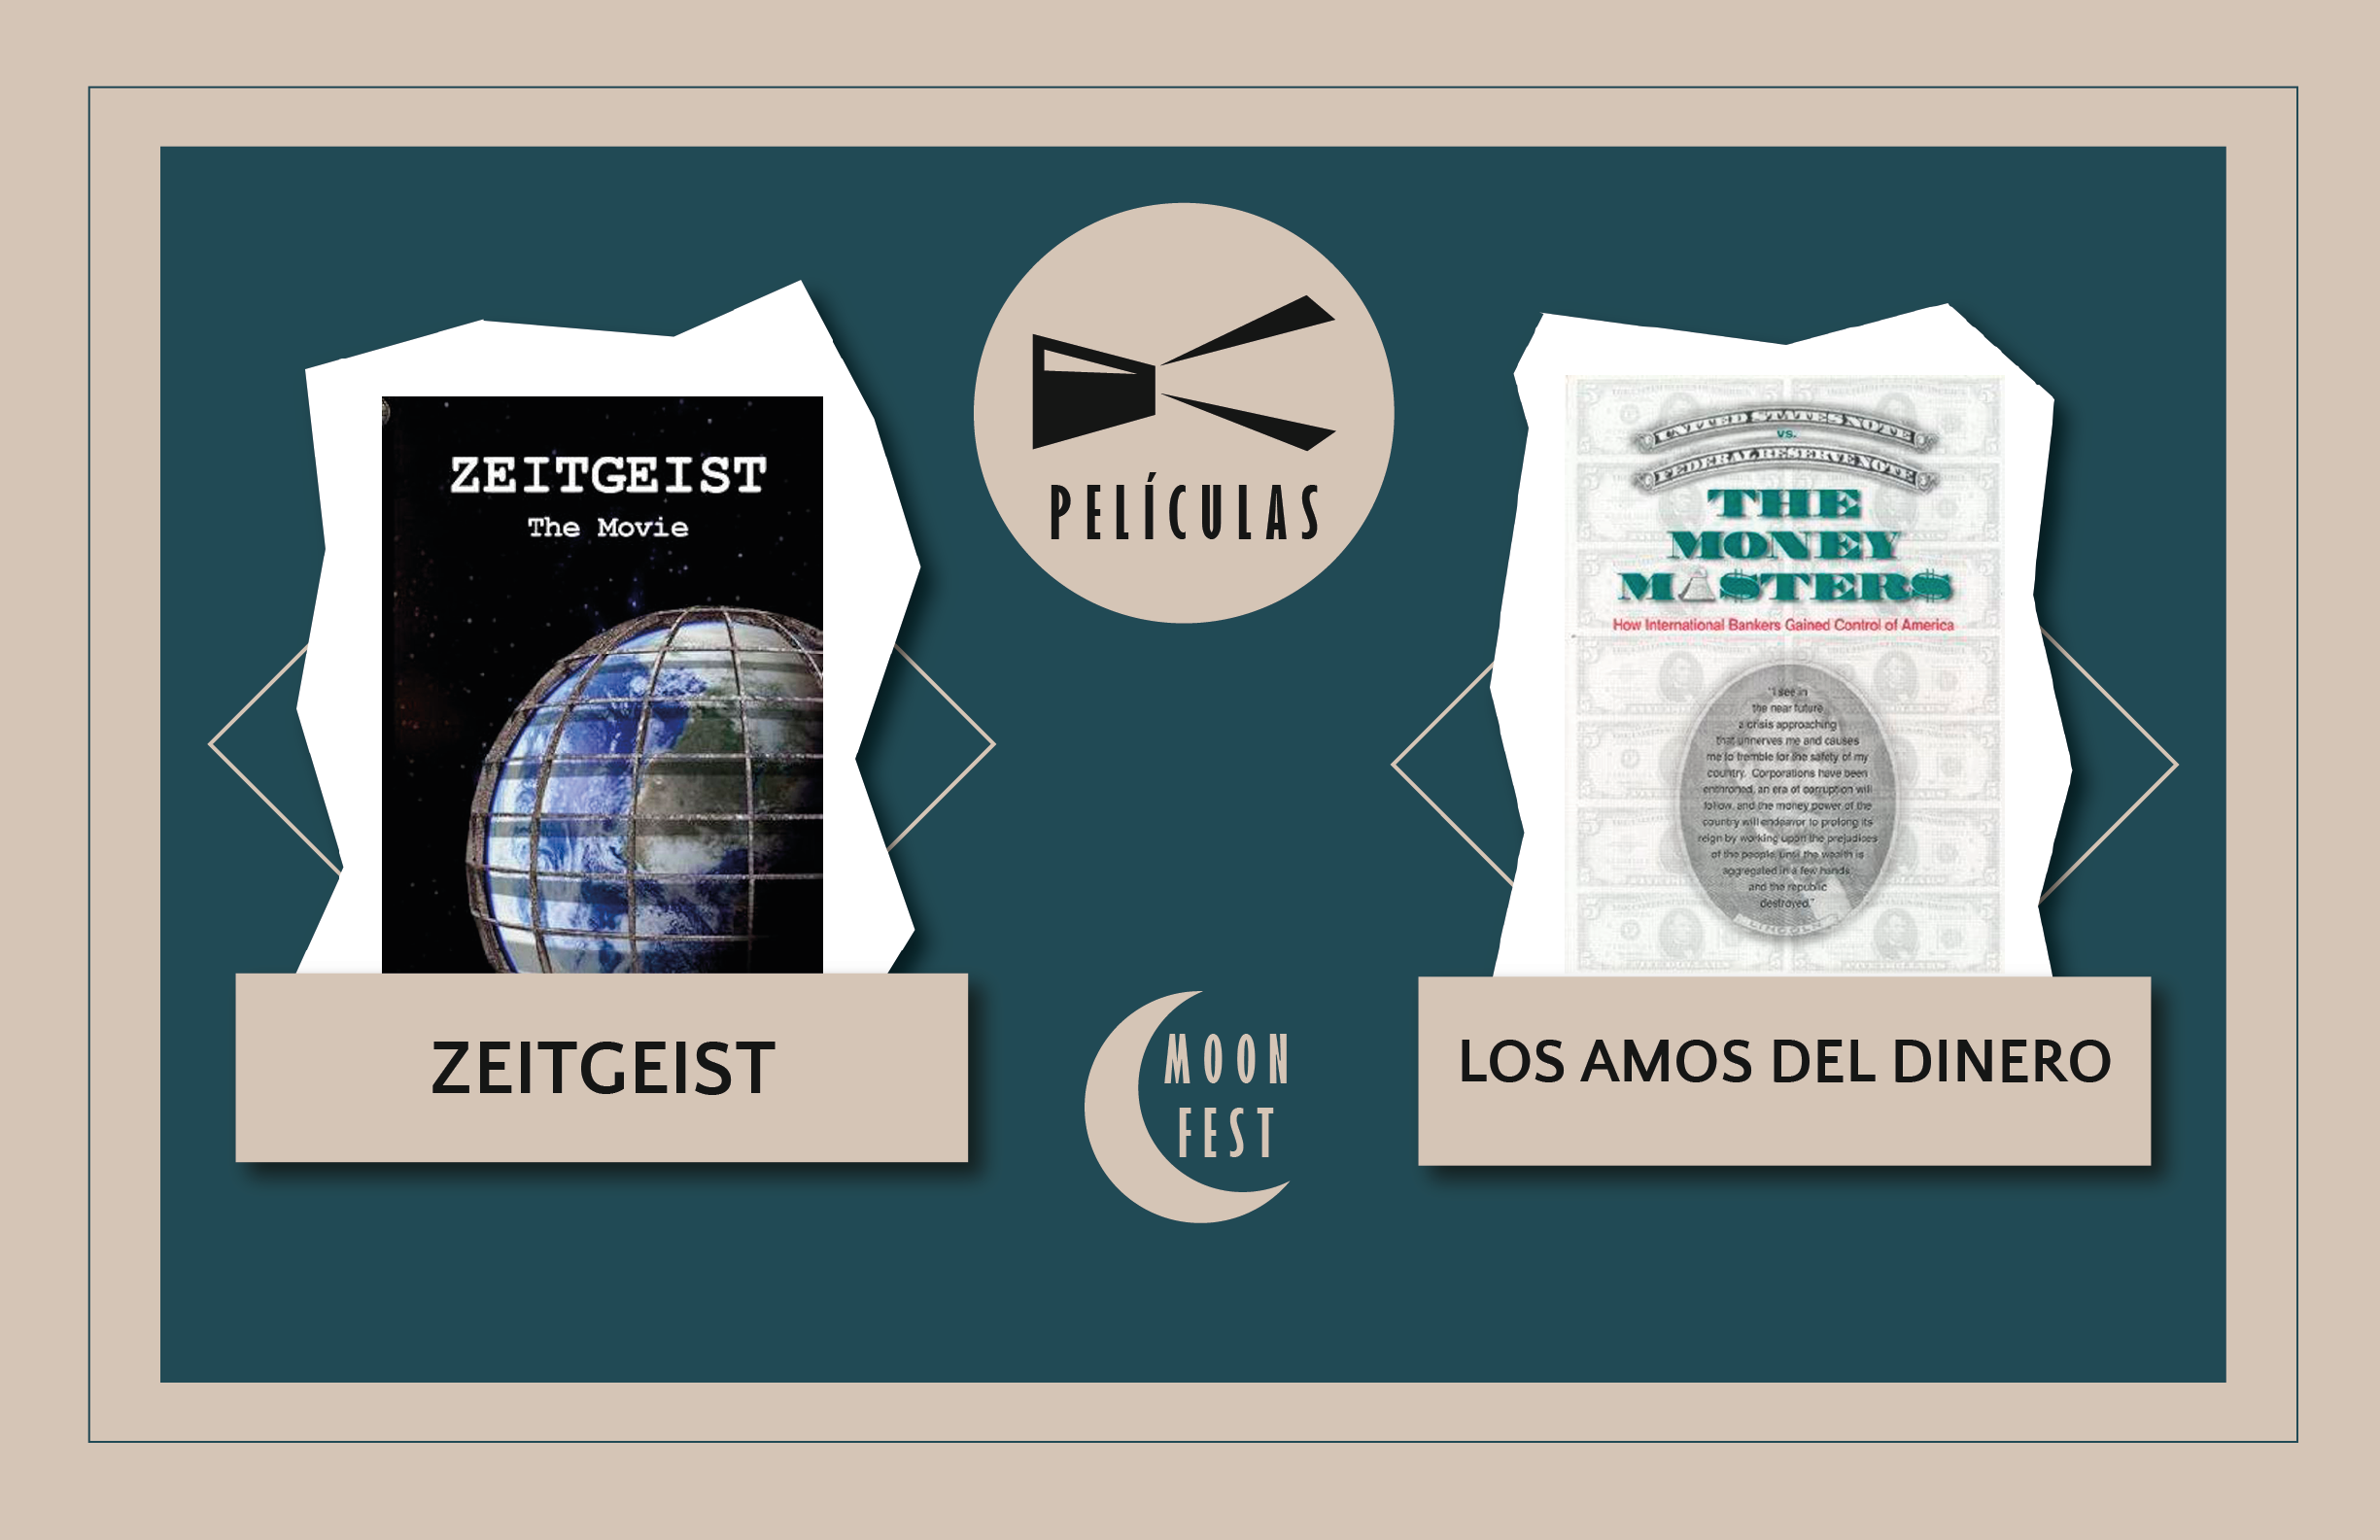 PELÍCULAS
ZEITGEIST
The Movie
ZEITGEIST
UNITED STATES NOTE
vs.
FEDERAL RESERVE NOTE
THE
MONEY
MA$TER$
How International Bankers Gained Control of America
"I see in
the near future
a crisis approaching
that unnerves me and causes
me to tremble for the safety of my
country. Corporations have been
enthroned, an era of corruption will
follow, and the money power of the
country will endeavor to prolong its
reign by working upon the prejudices
of the people, until the wealth is
aggregated in a few hands
and the republic
destroyed."
LINCOLN
LOS AMOS DEL DINERO
MOON
FEST